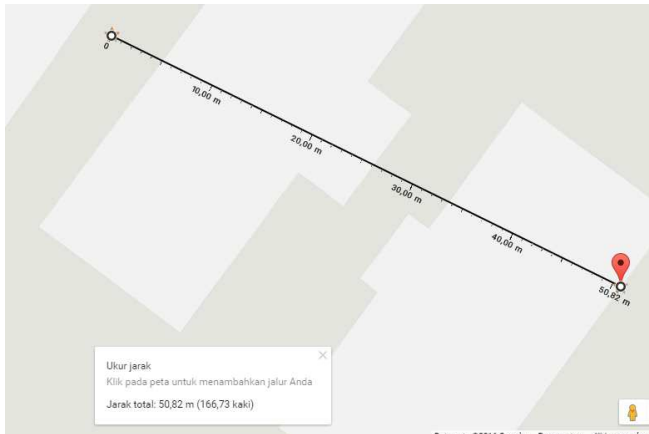 0
10,00 m
20,00 m
30,00 m
40,00 m
50,82 m
Ukur jarak
Klik pada peta untuk menambahkan jalur Anda
Jarak total: 50,82 m (166,73 kaki)